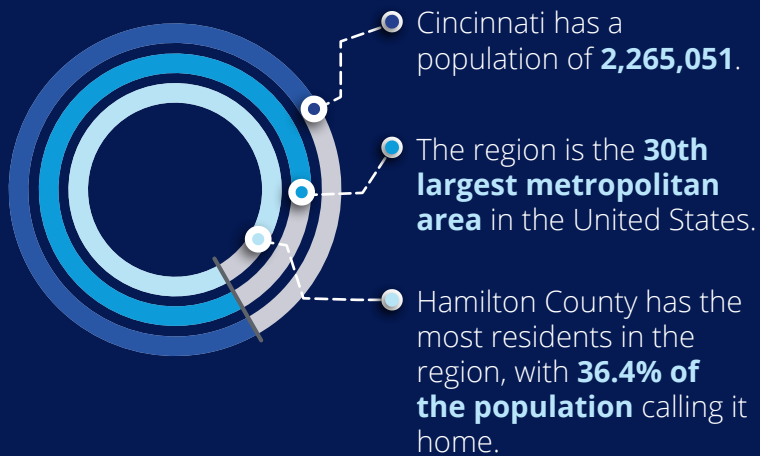 Cincinnati has a
population of 2,265,051.
The region is the 30th
largest metropolitan
area in the United States.
Hamilton County has the
most residents in the
region, with 36.4% of
the population calling it
home.